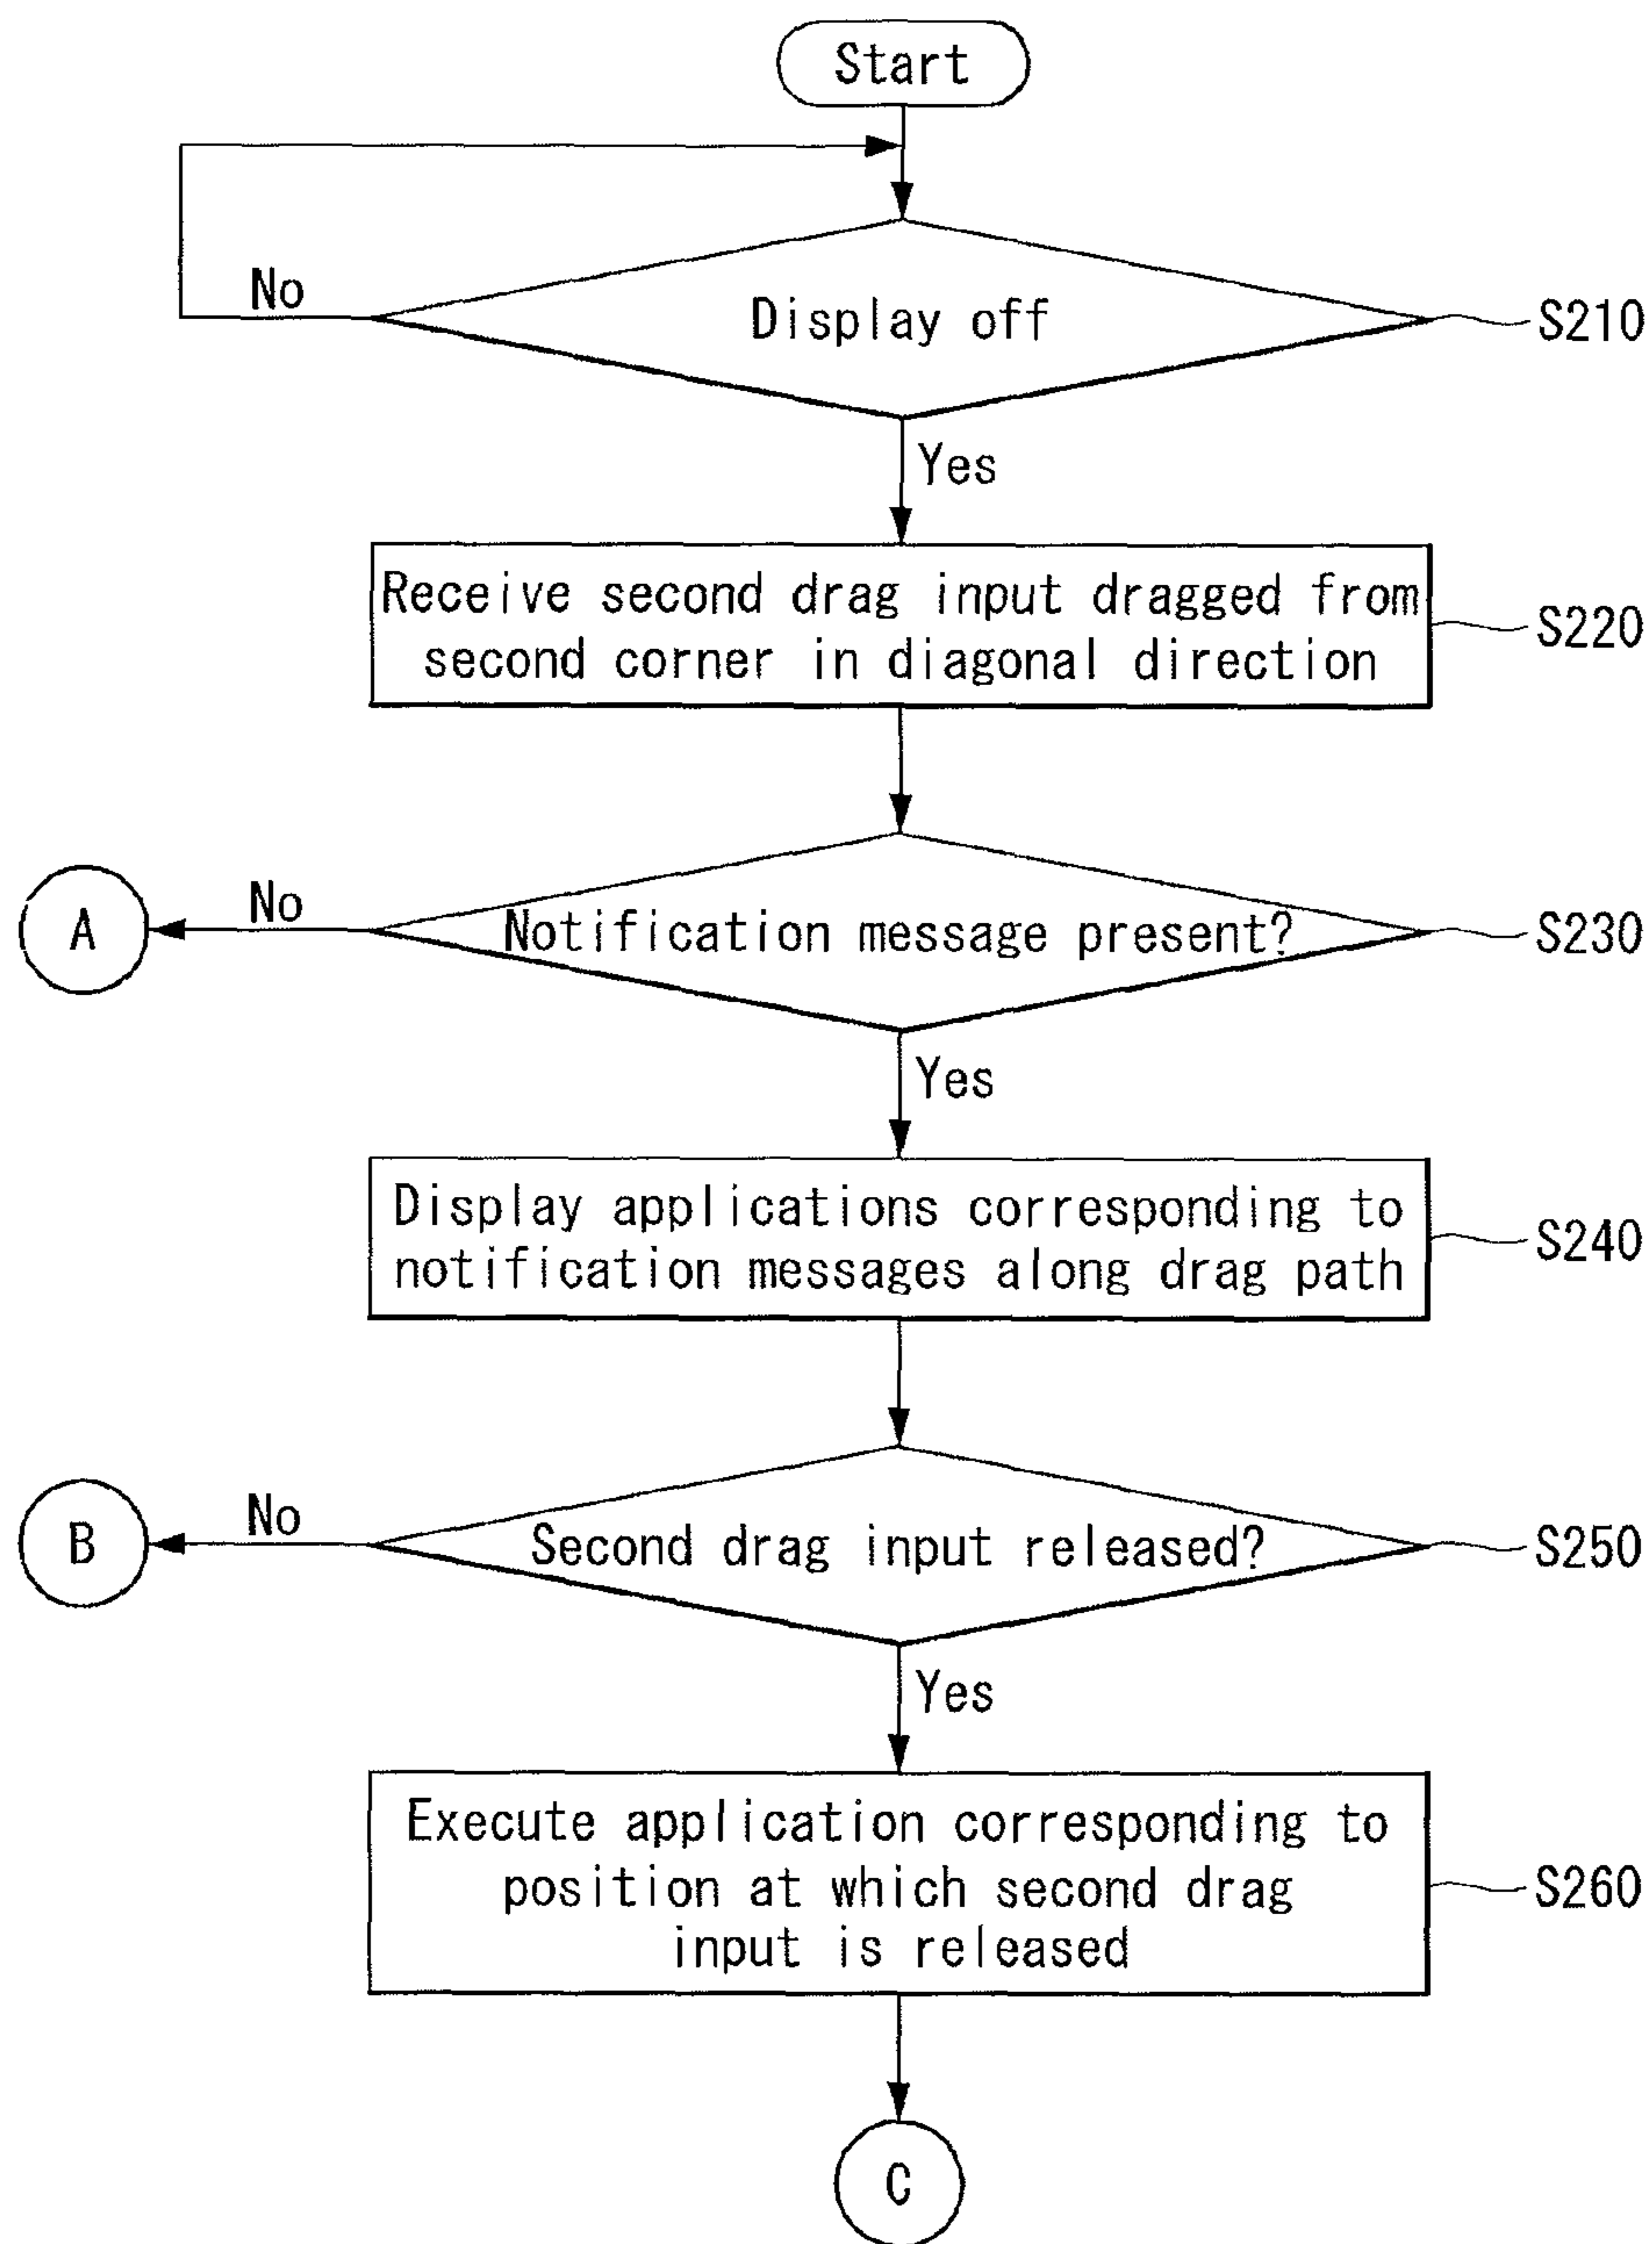 Start
No
Display off
S210
Yes
Receive second drag input dragged from
second corner in diagonal direction
S220
A
No
Notification message present?
S230
Yes
Display applications corresponding to
notification messages along drag path
S240
B
No
Second drag input released?
S250
Yes
Execute application corresponding to
position at which second drag
input is released
S260
C